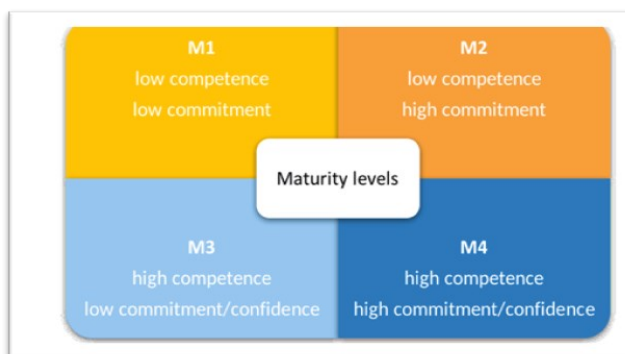 M1
low competence
low commitment
M2
low competence
high commitment
Maturity levels
M3
high competence
low commitment/confidence
M4
high competence
high commitment/confidence